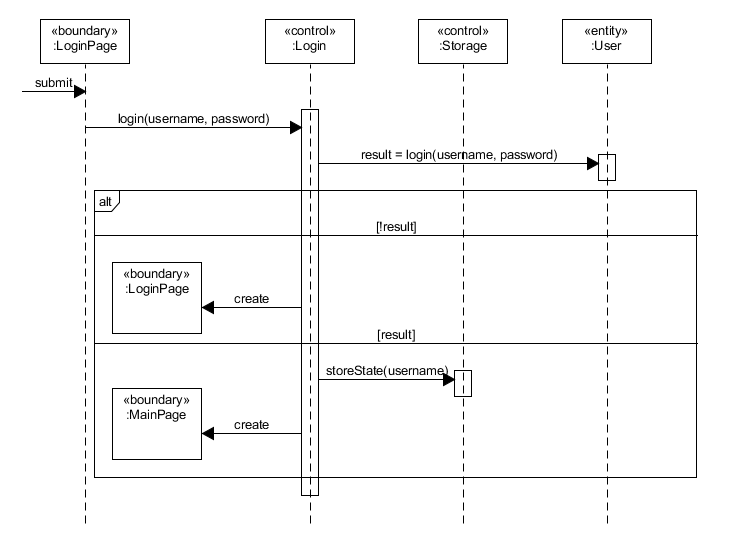 «boundary»
:LoginPage
«control»
:Login
«control»
:Storage
«entity»
:User
submit
login(username, password)
result = login(username, password)
alt
[!result]
«boundary»
:LoginPage
create
[result]
storeState(username)
«boundary»
:MainPage
create